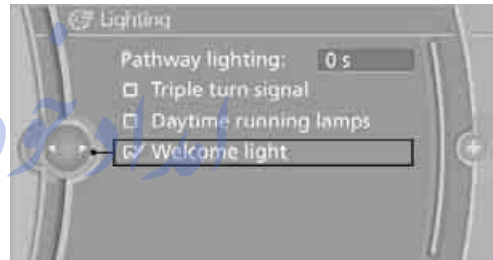 Lighting
Pathway lighting: 0 s
Triple turn signal
Daytime running lamps
Welcome light